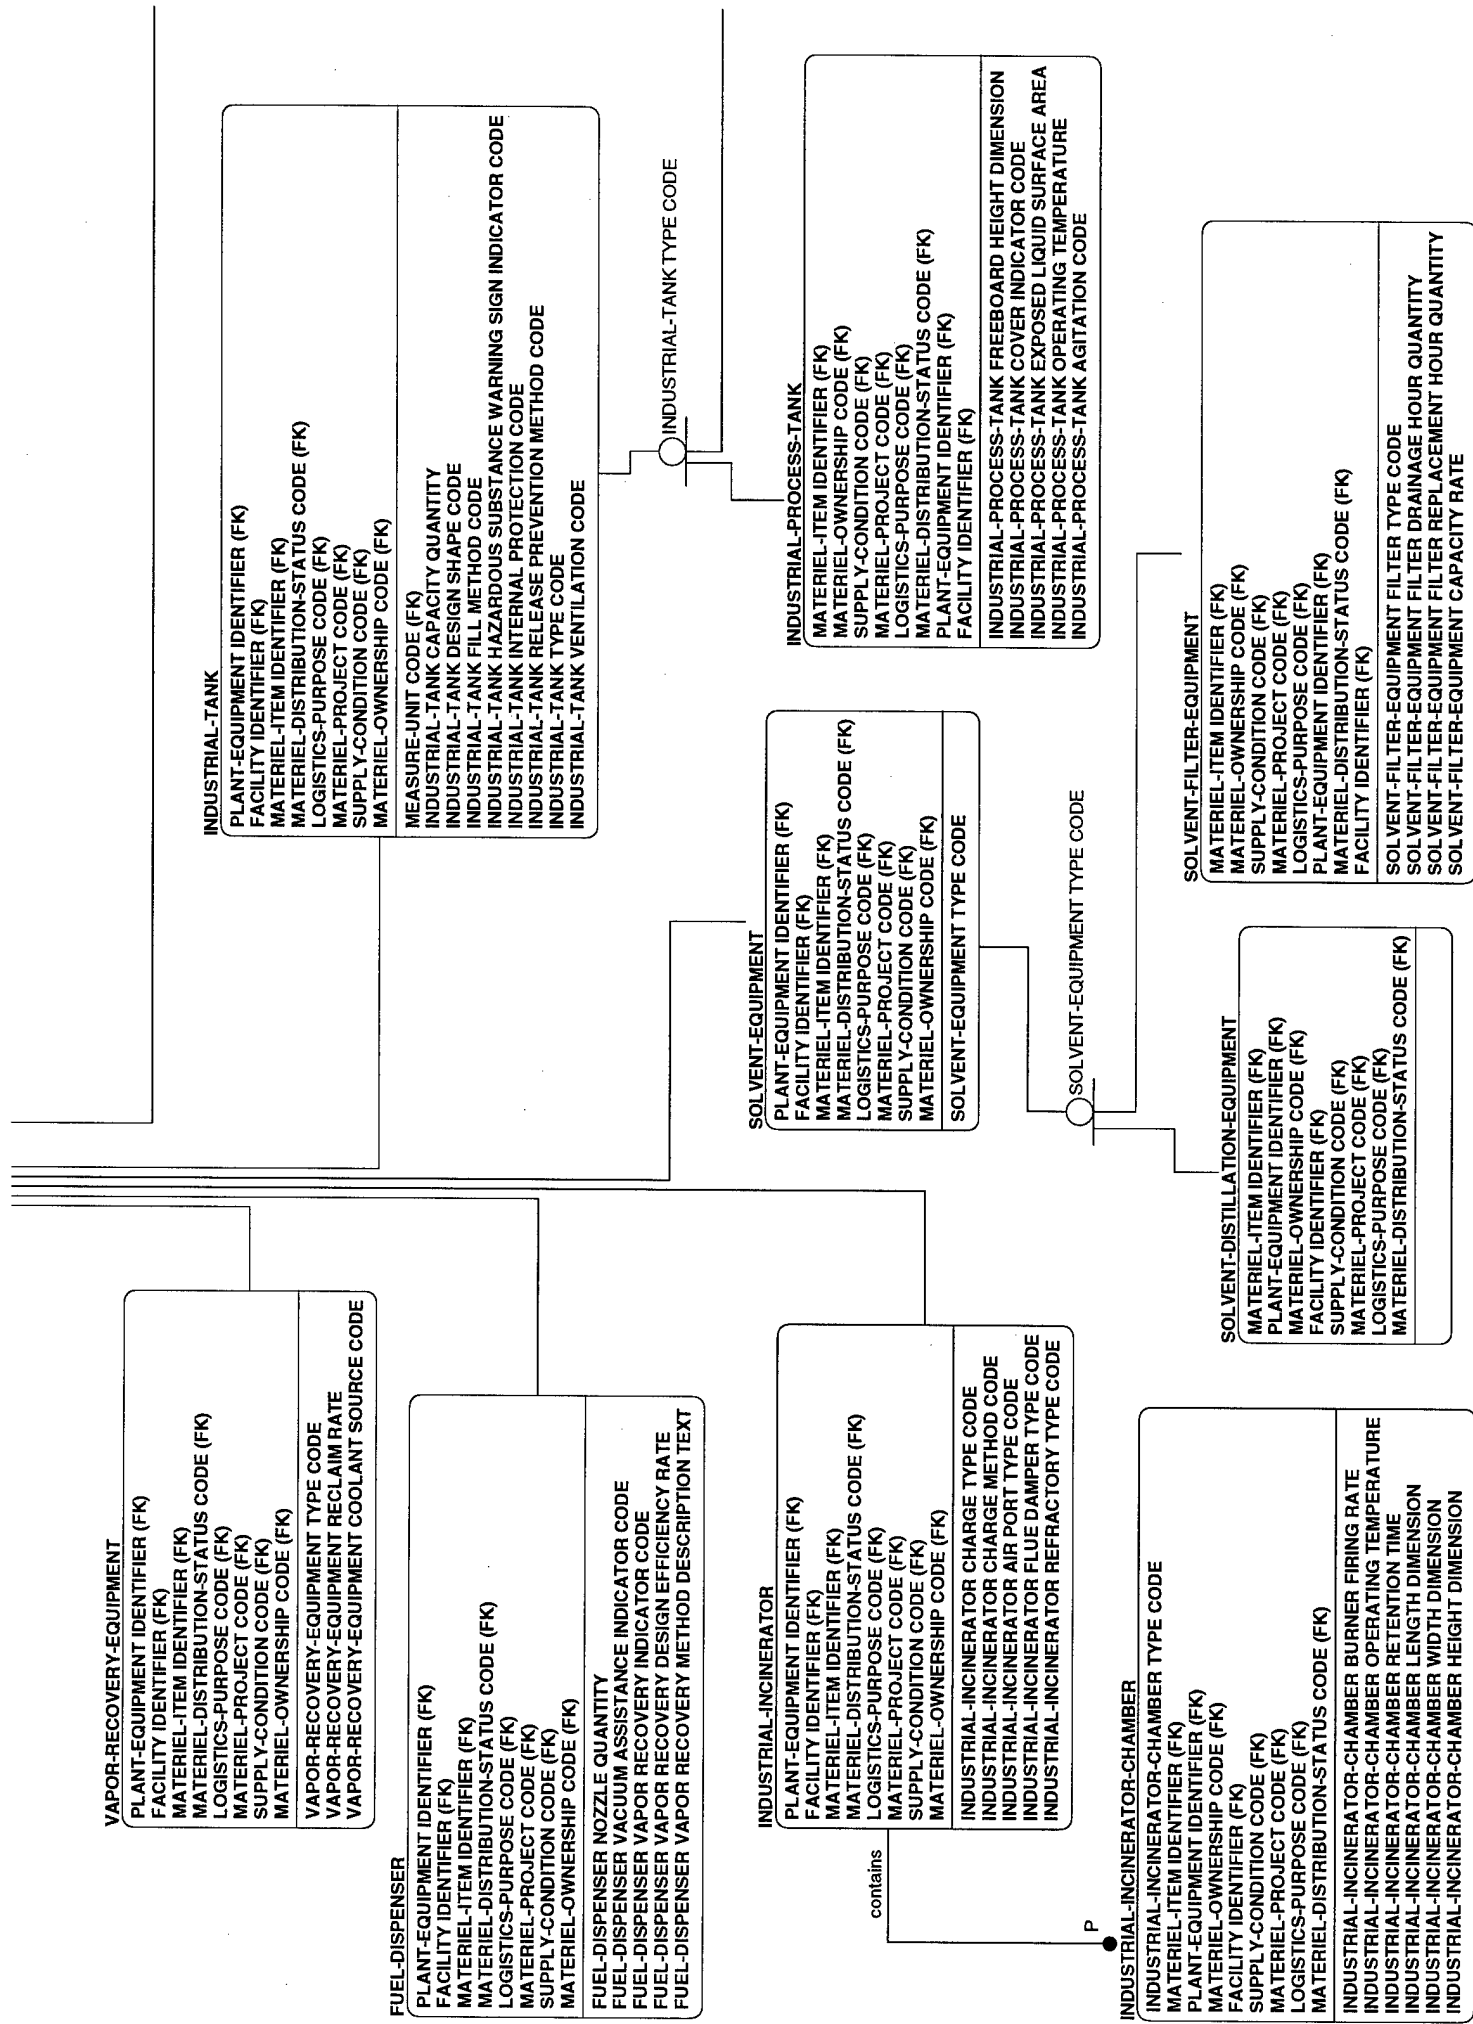 VAPOR-RECOVERY-EQUIPMENT
PLANT-EQUIPMENT IDENTIFIER (FK)
FACILITY IDENTIFIER (FK)
MATERIEL-ITEM IDENTIFIER (FK)
MATERIEL-DISTRIBUTION-STATUS CODE (FK)
LOGISTICS-PURPOSE CODE (FK)
MATERIEL-PROJECT CODE (FK)
SUPPLY-CONDITION CODE (FK)
MATERIEL-OWNERSHIP CODE (FK)
VAPOR-RECOVERY-EQUIPMENT TYPE CODE
VAPOR-RECOVERY-EQUIPMENT RECLAIM RATE
VAPOR-RECOVERY-EQUIPMENT COOLANT SOURCE CODE
FUEL-DISPENSER
PLANT-EQUIPMENT IDENTIFIER (FK)
FACILITY IDENTIFIER (FK)
MATERIEL-ITEM IDENTIFIER (FK)
MATERIEL-DISTRIBUTION-STATUS CODE (FK)
LOGISTICS-PURPOSE CODE (FK)
MATERIEL-PROJECT CODE (FK)
SUPPLY-CONDITION CODE (FK)
MATERIEL-OWNERSHIP CODE (FK)
FUEL-DISPENSER NOZZLE QUANTITY
FUEL-DISPENSER VACUUM ASSISTANCE INDICATOR CODE
FUEL-DISPENSER VAPOR RECOVERY INDICATOR CODE
FUEL-DISPENSER VAPOR RECOVERY DESIGN EFFICIENCY RATE
FUEL-DISPENSER VAPOR RECOVERY METHOD DESCRIPTION TEXT
INDUSTRIAL-INCINERATOR
PLANT-EQUIPMENT IDENTIFIER (FK)
FACILITY IDENTIFIER (FK)
MATERIEL-ITEM IDENTIFIER (FK)
MATERIEL-DISTRIBUTION-STATUS CODE (FK)
LOGISTICS-PURPOSE CODE (FK)
MATERIEL-PROJECT CODE (FK)
SUPPLY-CONDITION CODE (FK)
MATERIEL-OWNERSHIP CODE (FK)
INDUSTRIAL-INCINERATOR CHARGE TYPE CODE
INDUSTRIAL-INCINERATOR CHARGE METHOD CODE
INDUSTRIAL-INCINERATOR AIR PORT TYPE CODE
INDUSTRIAL-INCINERATOR FLUE DAMPER TYPE CODE
INDUSTRIAL-INCINERATOR REFRACTORY TYPE CODE
contains
P
INDUSTRIAL-INCINERATOR-CHAMBER
INDUSTRIAL-INCINERATOR-CHAMBER TYPE CODE
MATERIEL-ITEM IDENTIFIER (FK)
PLANT-EQUIPMENT IDENTIFIER (FK)
MATERIEL-OWNERSHIP CODE (FK)
FACILITY IDENTIFIER (FK)
SUPPLY-CONDITION CODE (FK)
MATERIEL-PROJECT CODE (FK)
LOGISTICS-PURPOSE CODE (FK)
MATERIEL-DISTRIBUTION-STATUS CODE (FK)
INDUSTRIAL-INCINERATOR-CHAMBER BURNER FIRING RATE
INDUSTRIAL-INCINERATOR-CHAMBER OPERATING TEMPERATURE
INDUSTRIAL-INCINERATOR-CHAMBER RETENTION TIME
INDUSTRIAL-INCINERATOR-CHAMBER LENGTH DIMENSION
INDUSTRIAL-INCINERATOR-CHAMBER WIDTH DIMENSION
INDUSTRIAL-INCINERATOR-CHAMBER HEIGHT DIMENSION
INDUSTRIAL-TANK
PLANT-EQUIPMENT IDENTIFIER (FK)
FACILITY IDENTIFIER (FK)
MATERIEL-ITEM IDENTIFIER (FK)
MATERIEL-DISTRIBUTION-STATUS CODE (FK)
LOGISTICS-PURPOSE CODE (FK)
MATERIEL-PROJECT CODE (FK)
SUPPLY-CONDITION CODE (FK)
MATERIEL-OWNERSHIP CODE (FK)
MEASURE-UNIT CODE (FK)
INDUSTRIAL-TANK CAPACITY QUANTITY
INDUSTRIAL-TANK DESIGN SHAPE CODE
INDUSTRIAL-TANK FILL METHOD CODE
INDUSTRIAL-TANK HAZARDOUS SUBSTANCE WARNING SIGN INDICATOR CODE
INDUSTRIAL-TANK INTERNAL PROTECTION CODE
INDUSTRIAL-TANK RELEASE PREVENTION METHOD CODE
INDUSTRIAL-TANK TYPE CODE
INDUSTRIAL-TANK VENTILATION CODE
INDUSTRIAL-TANK TYPE CODE
SOLVENT-EQUIPMENT
PLANT-EQUIPMENT IDENTIFIER (FK)
FACILITY IDENTIFIER (FK)
MATERIEL-ITEM IDENTIFIER (FK)
MATERIEL-DISTRIBUTION-STATUS CODE (FK)
LOGISTICS-PURPOSE CODE (FK)
MATERIEL-PROJECT CODE (FK)
SUPPLY-CONDITION CODE (FK)
MATERIEL-OWNERSHIP CODE (FK)
SOLVENT-EQUIPMENT TYPE CODE
INDUSTRIAL-PROCESS-TANK
MATERIEL-ITEM IDENTIFIER (FK)
MATERIEL-OWNERSHIP CODE (FK)
SUPPLY-CONDITION CODE (FK)
MATERIEL-PROJECT CODE (FK)
LOGISTICS-PURPOSE CODE (FK)
MATERIEL-DISTRIBUTION-STATUS CODE (FK)
PLANT-EQUIPMENT IDENTIFIER (FK)
FACILITY IDENTIFIER (FK)
INDUSTRIAL-PROCESS-TANK FREEBOARD HEIGHT DIMENSION
INDUSTRIAL-PROCESS-TANK COVER INDICATOR CODE
INDUSTRIAL-PROCESS-TANK EXPOSED LIQUID SURFACE AREA
INDUSTRIAL-PROCESS-TANK OPERATING TEMPERATURE
INDUSTRIAL-PROCESS-TANK AGITATION CODE
SOLVENT-EQUIPMENT TYPE CODE
SOLVENT-DISTILLATION-EQUIPMENT
MATERIEL-ITEM IDENTIFIER (FK)
PLANT-EQUIPMENT IDENTIFIER (FK)
MATERIEL-OWNERSHIP CODE (FK)
FACILITY IDENTIFIER (FK)
SUPPLY-CONDITION CODE (FK)
MATERIEL-PROJECT CODE (FK)
LOGISTICS-PURPOSE CODE (FK)
MATERIEL-DISTRIBUTION-STATUS CODE (FK)
SOLVENT-FILTER-EQUIPMENT
MATERIEL-ITEM IDENTIFIER (FK)
MATERIEL-OWNERSHIP CODE (FK)
SUPPLY-CONDITION CODE (FK)
MATERIEL-PROJECT CODE (FK)
LOGISTICS-PURPOSE CODE (FK)
PLANT-EQUIPMENT IDENTIFIER (FK)
MATERIEL-DISTRIBUTION-STATUS CODE (FK)
FACILITY IDENTIFIER (FK)
SOLVENT-FILTER-EQUIPMENT FILTER TYPE CODE
SOLVENT-FILTER-EQUIPMENT FILTER DRAINAGE HOUR QUANTITY
SOLVENT-FILTER-EQUIPMENT FILTER REPLACEMENT HOUR QUANTITY
SOLVENT-FILTER-EQUIPMENT CAPACITY RATE